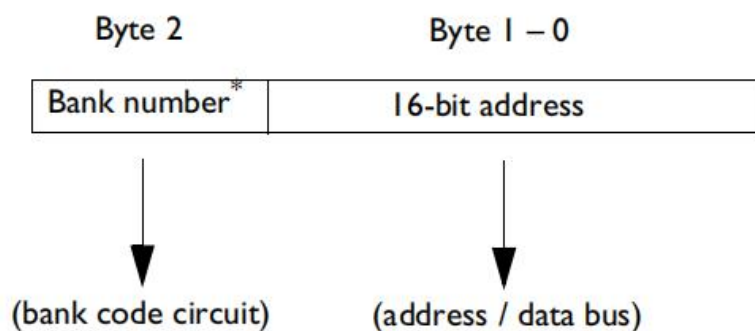 Byte 2 Byte 1 – 0
Bank number* 16-bit address
(bank code circuit) (address / data bus)